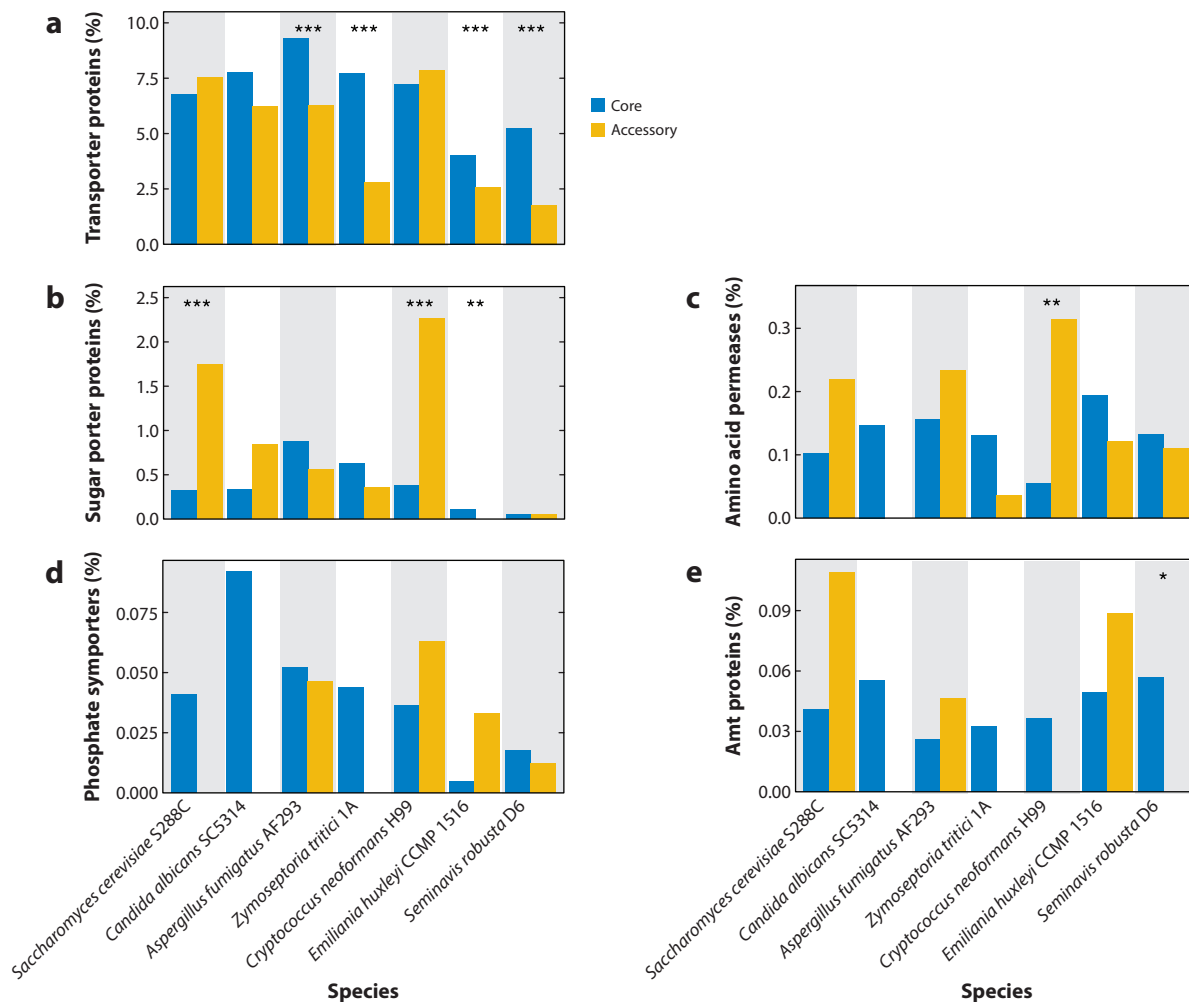 a
Transporter proteins (%)
10.0
7.5
5.0
2.5
0.0
*** *** *** ***
Core
Accessory
b
Sugar porter proteins (%)
2.5
2.0
1.5
1.0
0.5
0.0
*** *** **
c
Amino acid permeases (%)
0.3
0.2
0.1
0.0
**
d
Phosphate symporters (%)
0.075
0.050
0.025
0.000
e
Amt proteins (%)
0.09
0.06
0.03
0.00
*
Saccharomyces cerevisiae S288C
Candida albicans SC5314
Aspergillus fumigatus AF293
Zymoseptoria tritici 1A
Cryptococcus neoformans H99
Emiliania huxleyi CCMP 1516
Seminavis robusta D6
Species
Saccharomyces cerevisiae S288C
Candida albicans SC5314
Aspergillus fumigatus AF293
Zymoseptoria tritici 1A
Cryptococcus neoformans H99
Emiliania huxleyi CCMP 1516
Seminavis robusta D6
Species